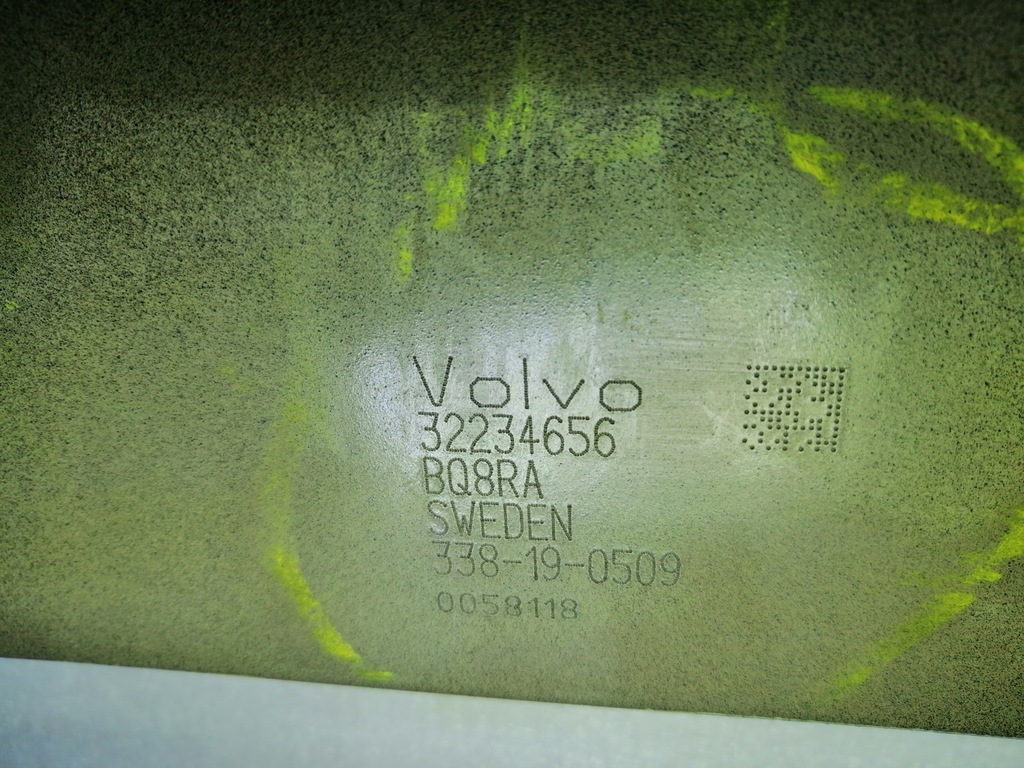 Volvo
32234656
BQ8RA
SWEDEN
338-19-0509
0058118